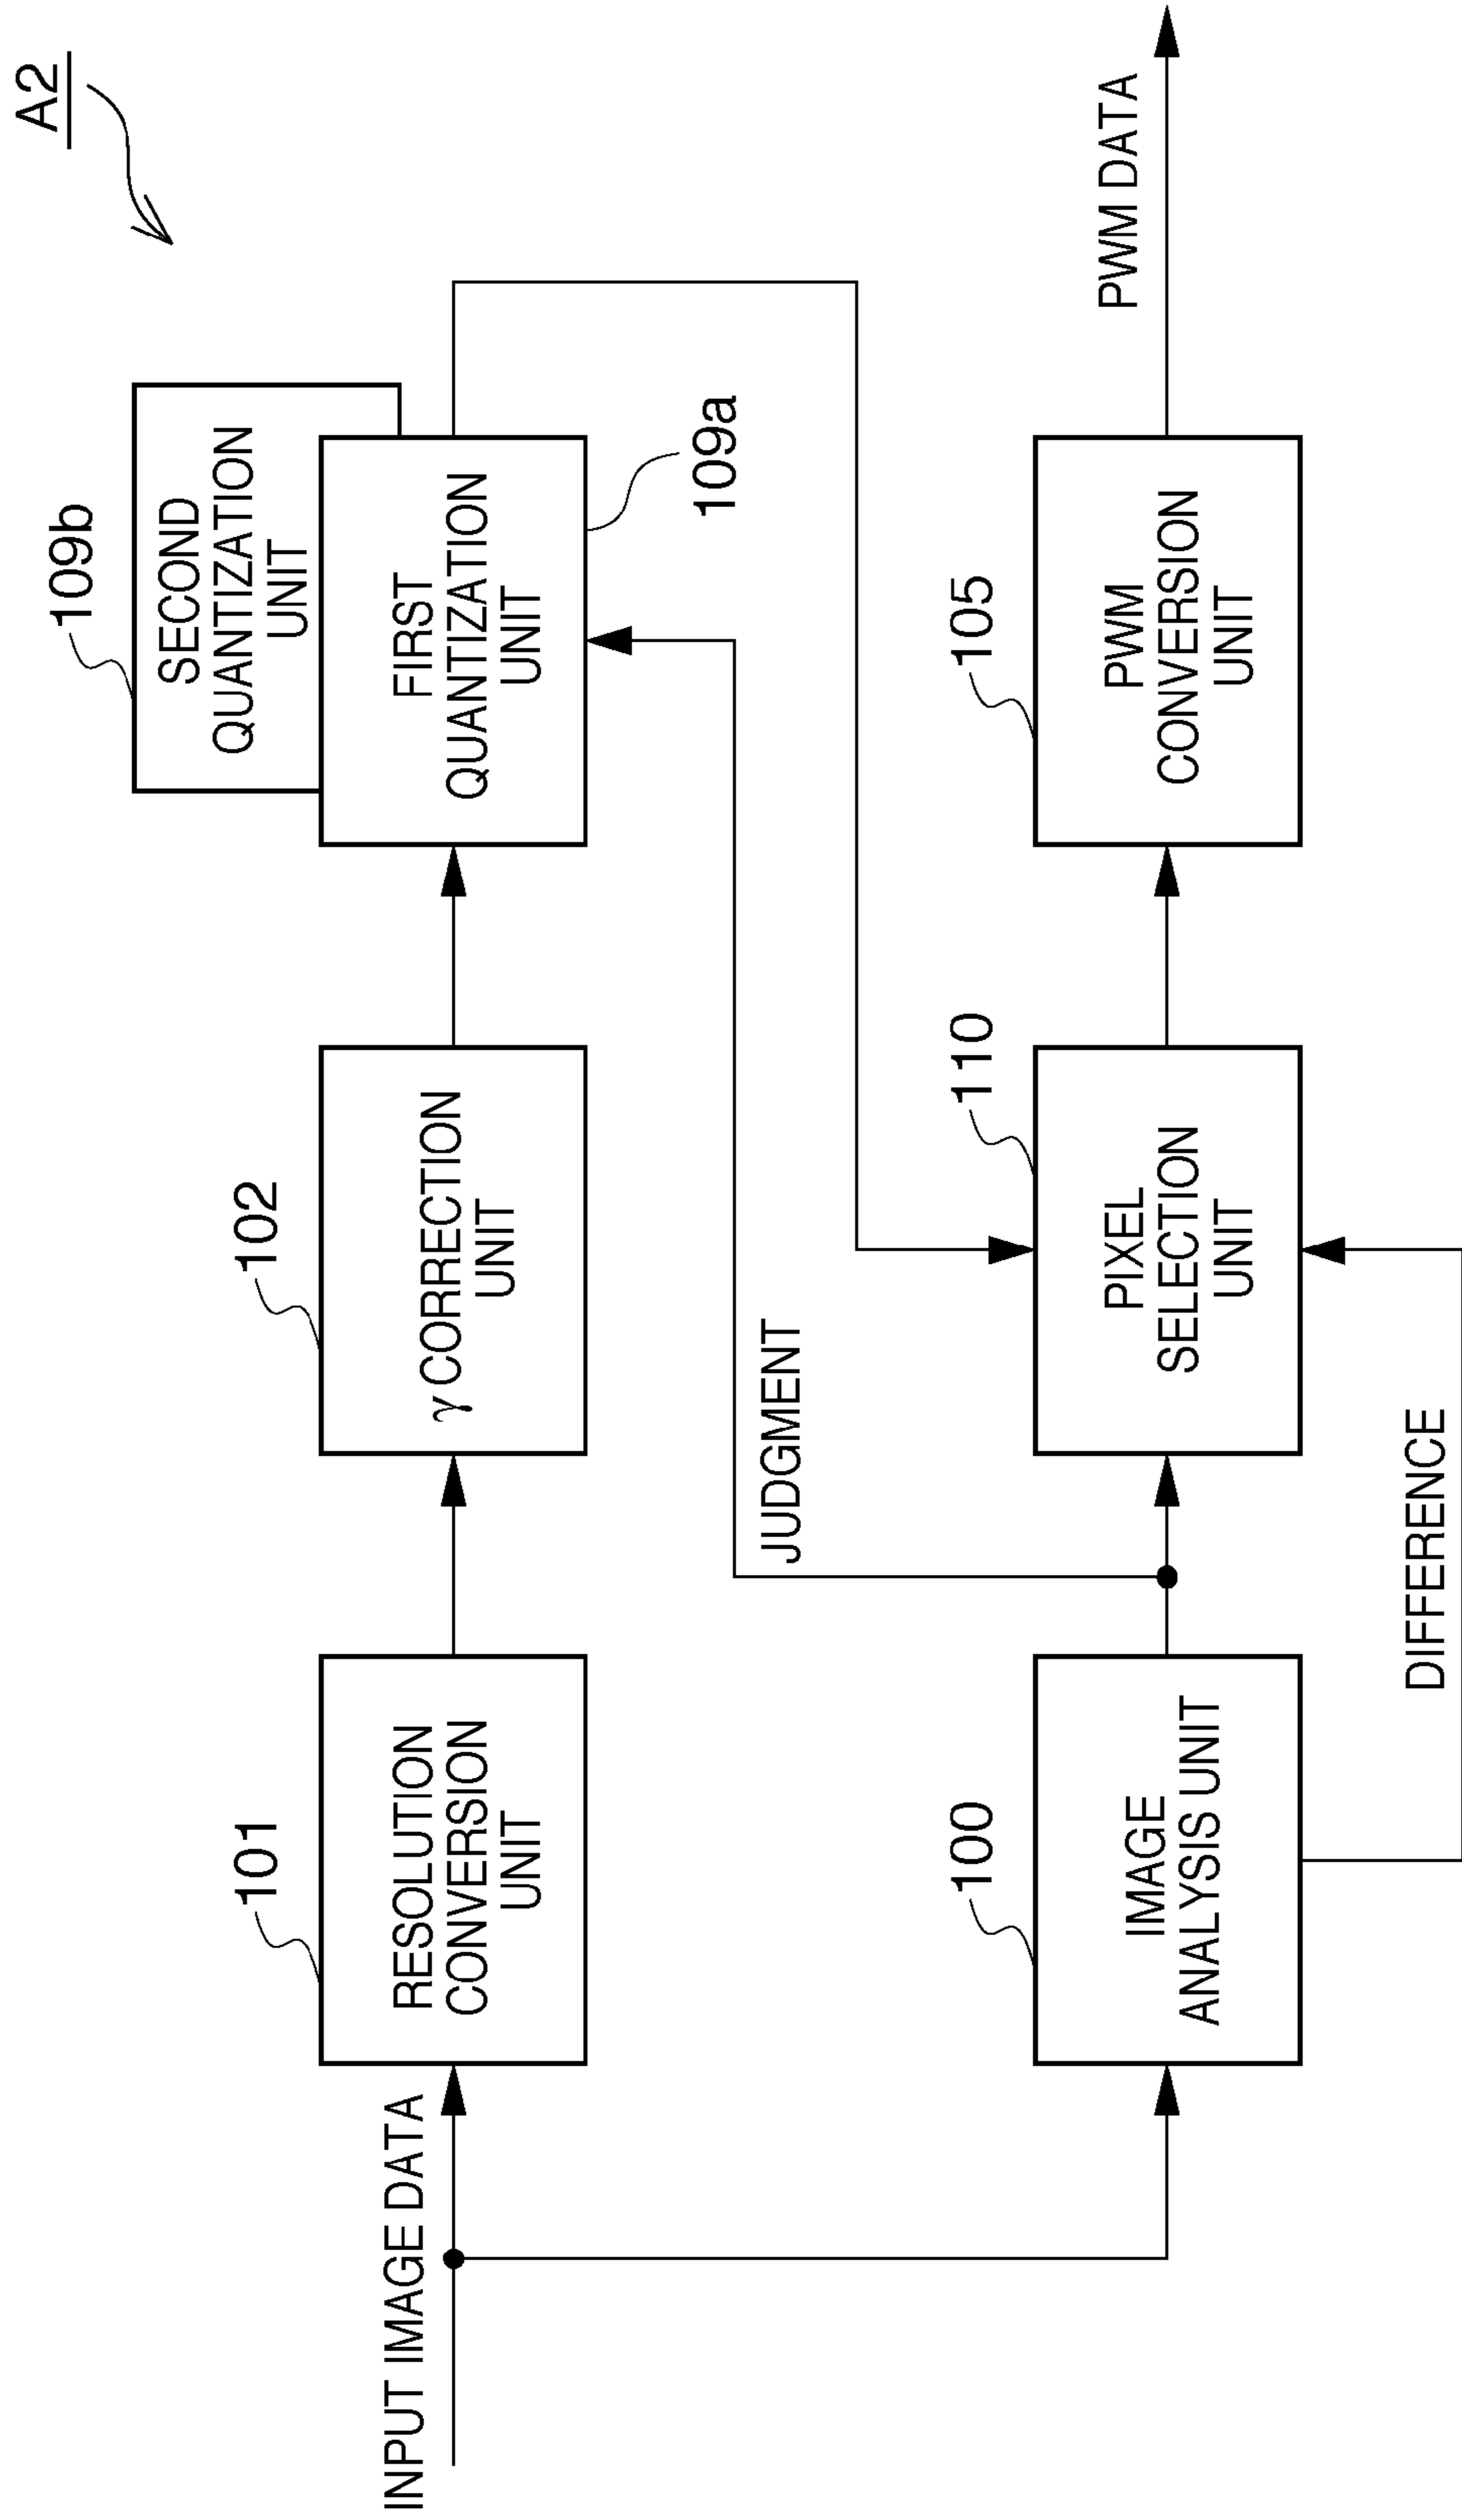 A2
109b
SECOND
QUANTIZATION
UNIT
101
102
INPUT IMAGE DATA
RESOLUTION
CONVERSION
UNIT
γ CORRECTION
UNIT
FIRST
QUANTIZATION
UNIT
109a
JUDGMENT
100
110
105
IMAGE
ANALYSIS UNIT
PIXEL
SELECTION
UNIT
PWM
CONVERSION
UNIT
PWM DATA
DIFFERENCE